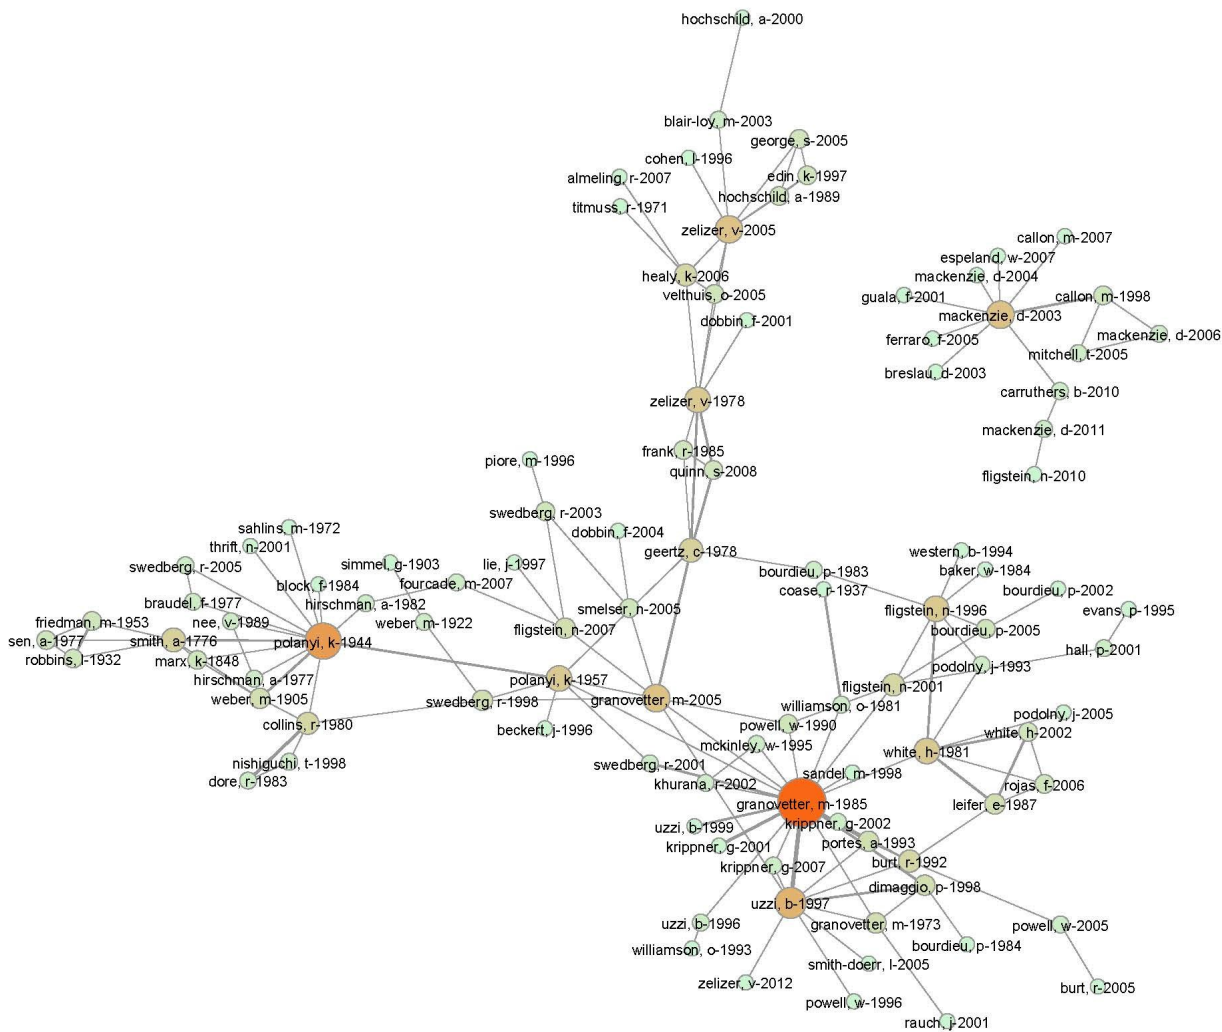 hochschild, a-2000
blair-loy, m-2003
george, s-2005
cohen, l-1996
edin, k-1997
almeling, r-2007
hochschild, a-1989
titmuss, r-1971
zelizer, v-2005
callon, m-2007
espeland, w-2007
healy, k-2006
mackenzie, d-2004
velthuis, o-2005
guala, f-2001
callon, m-1998
mackenzie, d-2003
dobbin, f-2001
mackenzie, d-2006
ferraro, f-2005
mitchell, t-2005
breslau, d-2003
carruthers, b-2010
zelizer, v-1978
mackenzie, d-2011
frank, r-1985
piore, m-1996
quinn, s-2008
fligstein, n-2010
swedberg, r-2003
sahlins, m-1972
dobbin, f-2004
thrift, n-2001
geertz, c-1978
western, b-1994
simmel, g-1903
lie, j-1997
swedberg, r-2005
baker, w-1984
bourdieu, p-1983
block, f-1984
fourcade, m-2007
coase, r-1937
bourdieu, p-2002
braudel, f-1977
hirschman, a-1982
smelser, n-2005
fligstein, n-1996
evans, p-1995
friedman, m-1953
nee, v-1989
weber, m-1922
fligstein, n-2007
bourdieu, p-2005
sen, a-1977
smith, a-1776
polanyi, k-1944
hall, p-2001
robbins, l-1932
marx, k-1848
podolny, j-1993
hirschman, a-1977
polanyi, k-1957
fligstein, n-2001
weber, m-1905
swedberg, r-1998
granovetter, m-2005
williamson, o-1981
podolny, j-2005
collins, r-1980
beckert, j-1996
powell, w-1990
white, h-2002
mckinley, w-1995
white, h-1981
nishiguchi, t-1998
swedberg, r-2001
sandel, m-1998
dore, r-1983
khurana, r-2002
rojas, f-2006
granovetter, m-1985
leifer, e-1987
krippner, g-2002
uzzi, b-1999
portes, a-1993
krippner, g-2001
krippner, g-2007
burt, r-1992
dimaggio, p-1998
uzzi, b-1997
uzzi, b-1996
granovetter, m-1973
powell, w-2005
williamson, o-1993
bourdieu, p-1984
smith-doerr, l-2005
zelizer, v-2012
burt, r-2005
powell, w-1996
rauch, j-2001